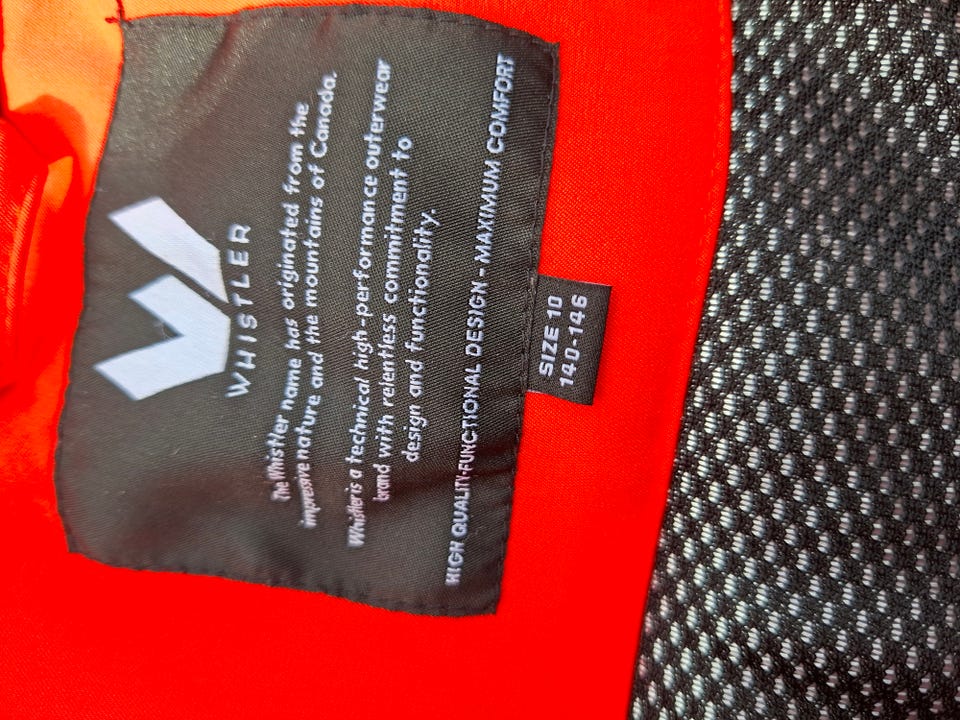 WHISTLER
The Whistler name has originated from the
impressive nature and the mountains of Canada.
Whistler is a technical high-performance outerwear
brand with relentless commitment to
design and functionality.
HIGH QUALITY-FUNCTIONAL DESIGN - MAXIMUM COMFORT
SIZE 10
140-146